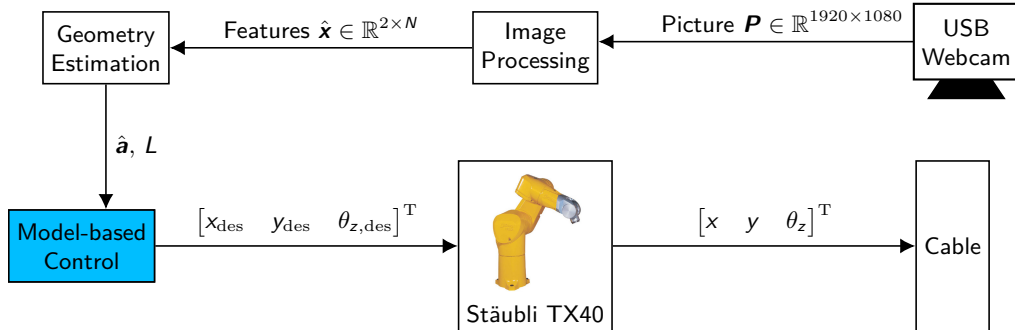 Geometry
Estimation
Features x̂ ∈ ℝ^{2×N}
Image
Processing
Picture P ∈ ℝ^{1920×1080}
USB
Webcam
â, L
Model-based
Control
[x_des y_des θ_{z,des}]^T
Stäubli TX40
[x y θ_z]^T
Cable